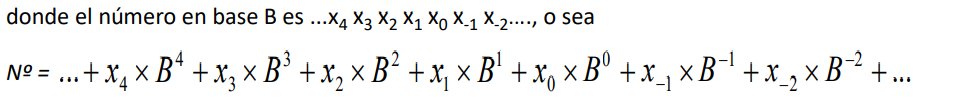 donde el número en base B es ...x₄ x₃ x₂ x₁ x₀ x₋₁ x₋₂...., o sea
Nº = ...+ x₄ × B⁴ + x₃ × B³ + x₂ × B² + x₁ × B¹ + x₀ × B⁰ + x₋₁ × B⁻¹ + x₋₂ × B⁻² + ...